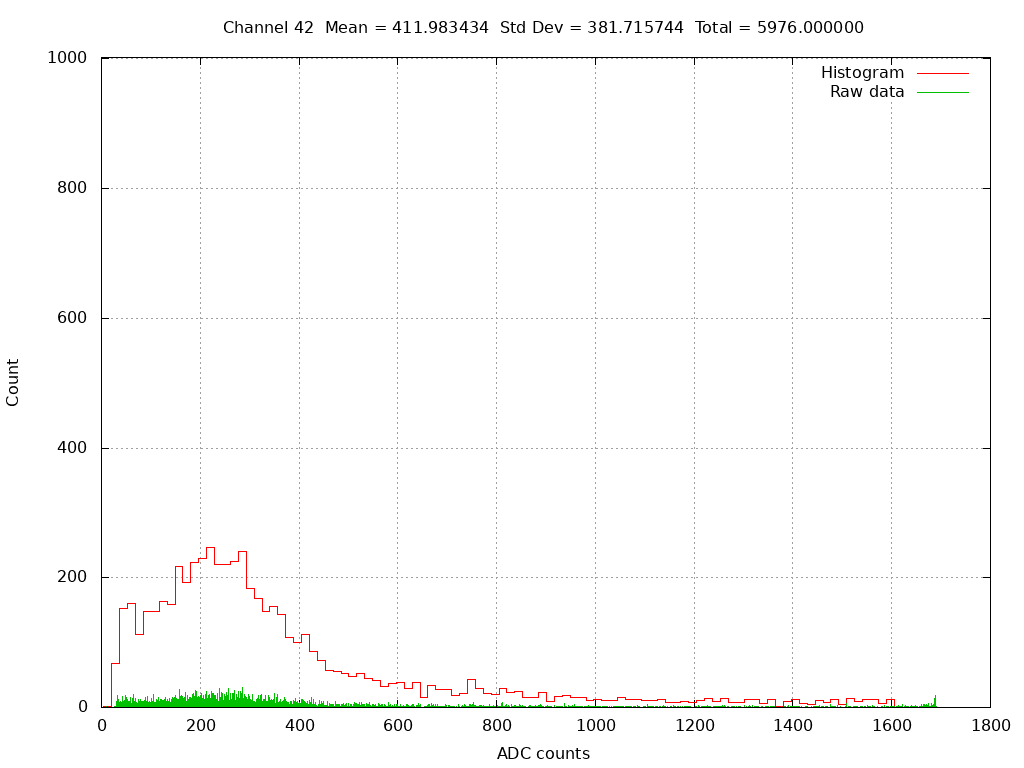 Channel 42  Mean = 411.983434  Std Dev = 381.715744  Total = 5976.000000
Histogram
Raw data
1000
800
600
400
200
0
Count
0 200 400 600 800 1000 1200 1400 1600 1800
ADC counts